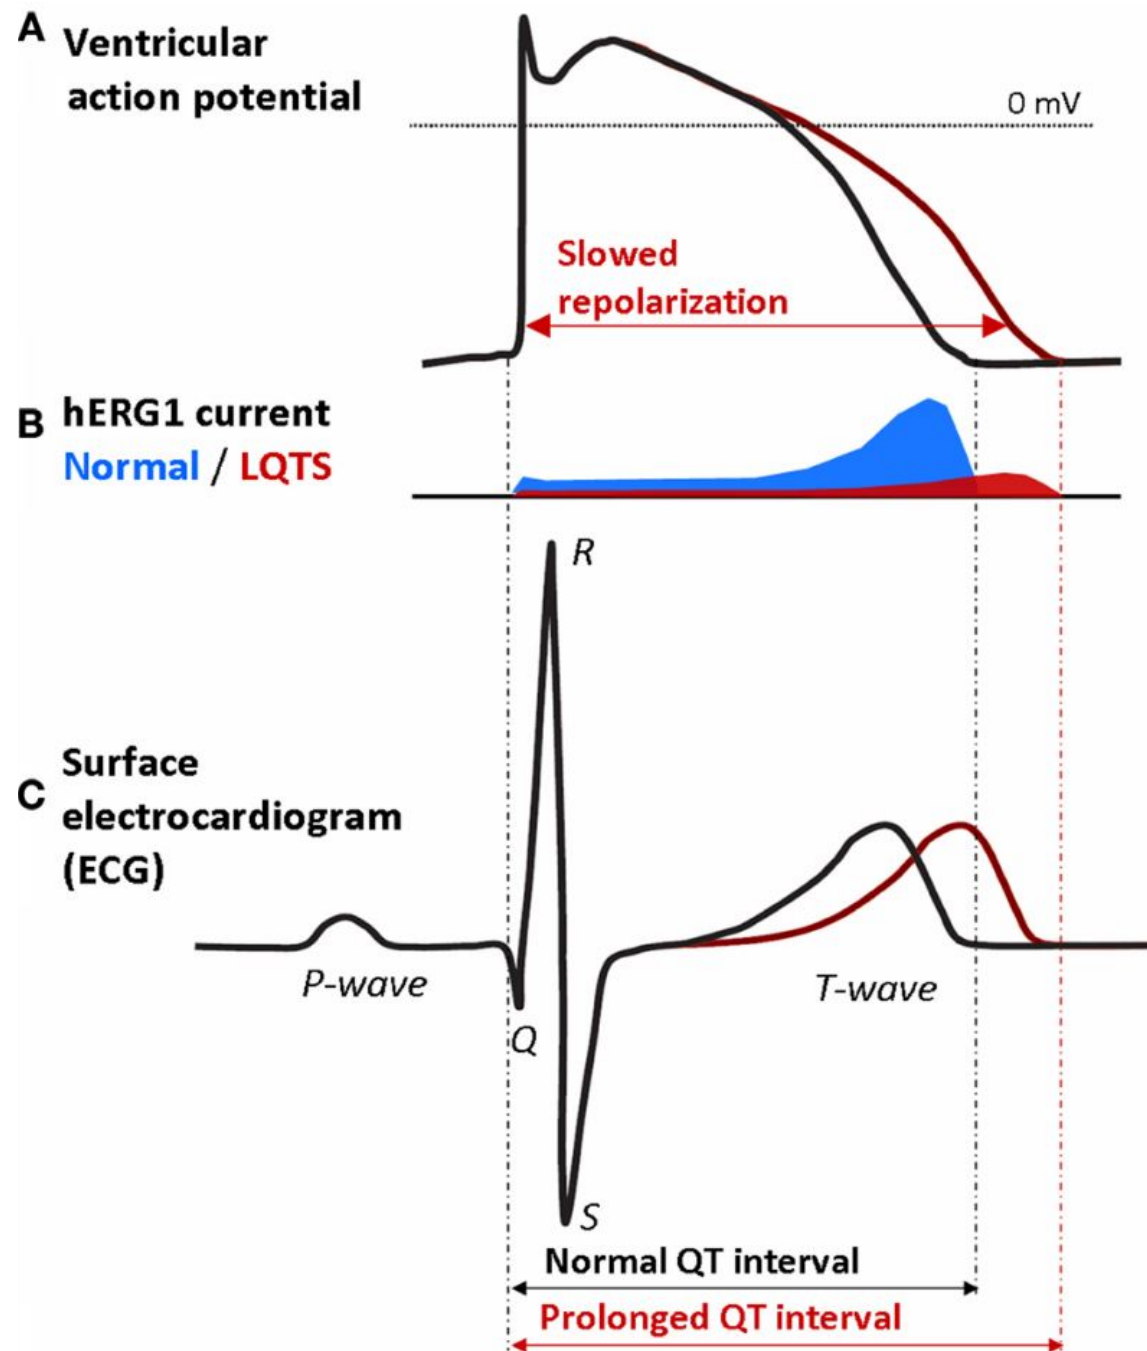 A
Ventricular
action potential
0 mV
Slowed
repolarization
B
hERG1 current
Normal / LQTS
R
C
Surface
electrocardiogram
(ECG)
P-wave
Q
T-wave
S
Normal QT interval
Prolonged QT interval